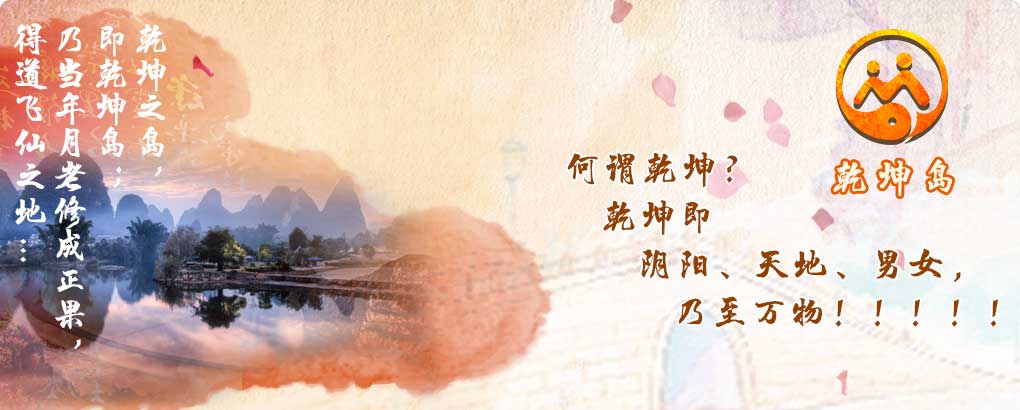 乾坤之岛，
即乾坤岛；
乃当年月老修成正果，
得道飞仙之地…
乾坤岛
何谓乾坤？
乾坤即
阴阳、天地、男女，
乃至万物！！！！！